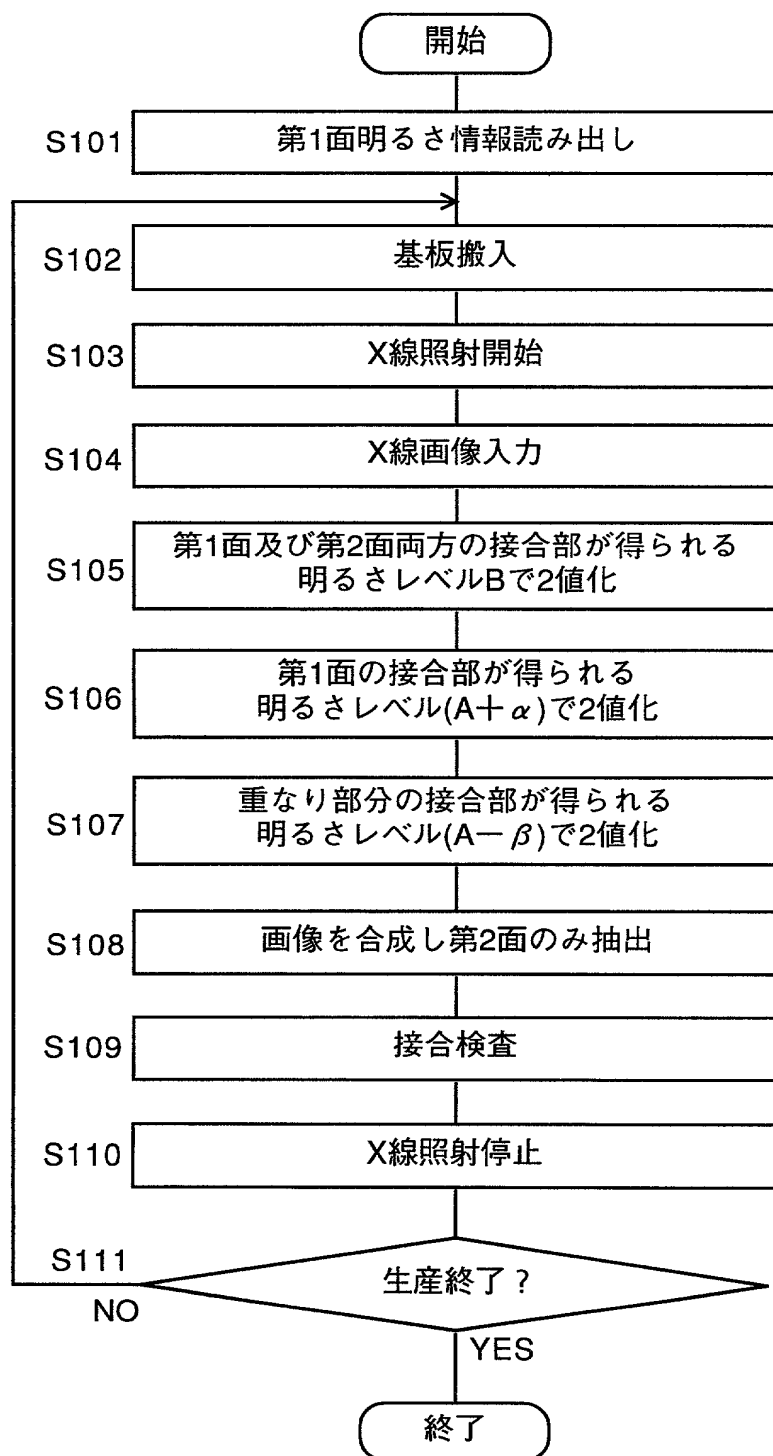 開始
S101
第1面明るさ情報読み出し
S102
基板搬入
S103
X線照射開始
S104
X線画像入力
S105
第1面及び第2面両方の接合部が得られる
明るさレベルBで2値化
S106
第1面の接合部が得られる
明るさレベル(A+α)で2値化
S107
重なり部分の接合部が得られる
明るさレベル(A-β)で2値化
S108
画像を合成し第2面のみ抽出
S109
接合検査
S110
X線照射停止
S111
生産終了?
NO
YES
終了